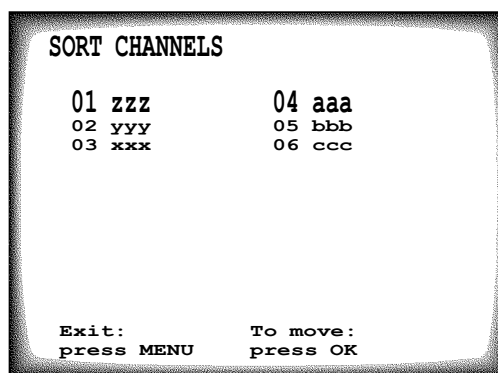 SORT CHANNELS
01 zzz 04 aaa
02 yyy 05 bbb
03 xxx 06 ccc
Exit: To move:
press MENU press OK